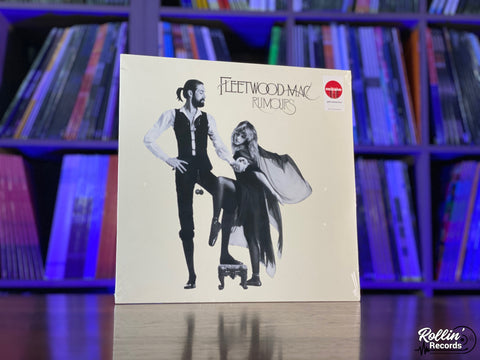 FLEETWOOD MAC
RUMOURS
Rollin'
Records